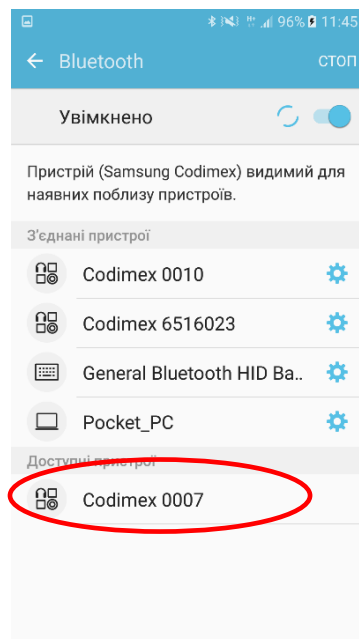 96% 11:45
Bluetooth СТОП
Увімкнено
Пристрій (Samsung Codimex) видимий для
наявних поблизу пристроїв.
З'єднані пристрої
Codimex 0010
Codimex 6516023
General Bluetooth HID Ba..
Pocket_PC
Доступні пристрої
Codimex 0007